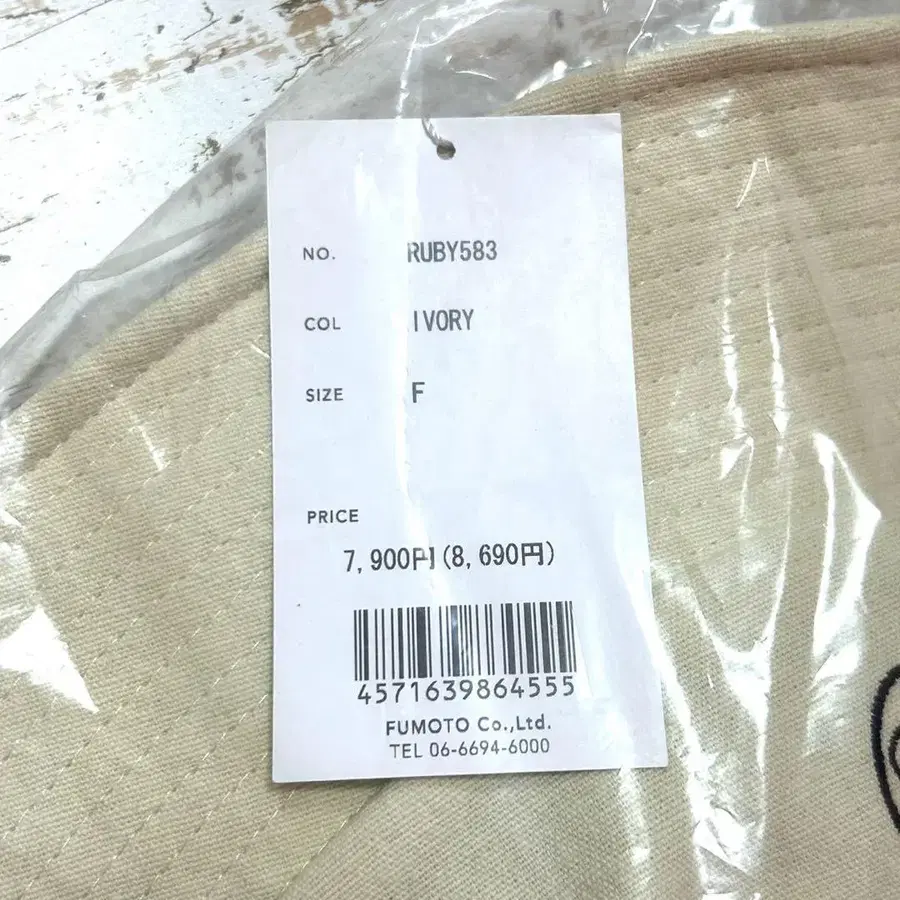 NO. RUBY583
COL IVORY
SIZE F
PRICE
7,900円(8,690円)
4571639864555
FUMOTO Co.,Ltd.
TEL 06-6694-6000